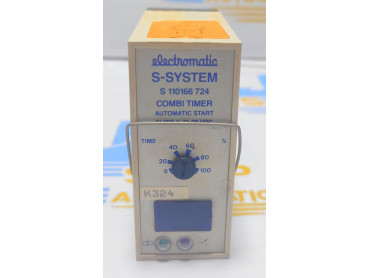 electromatic
S-SYSTEM
S 110166 724
COMBI TIMER
AUTOMATIC START
TIME %
40 60
20 80
5 100
K324